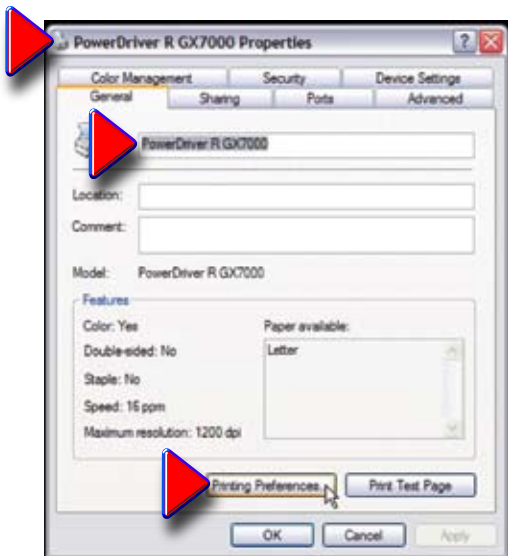 PowerDriver R GX7000 Properties
Color Management Security Device Settings
General Sharing Ports Advanced
PowerDriver R GX7000
Location:
Comment:
Model: PowerDriver R GX7000
Features
Color: Yes Paper available:
Double-sided: No Letter
Staple: No
Speed: 16 ppm
Maximum resolution: 1200 dpi
Printing Preferences... Print Test Page
OK Cancel Apply